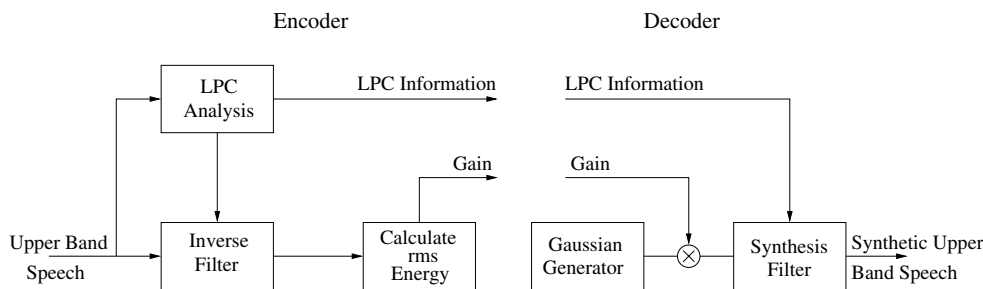 Encoder
Decoder
LPC
Analysis
LPC Information
LPC Information
Gain
Gain
Upper Band
Speech
Inverse
Filter
Calculate
rms
Energy
Gaussian
Generator
×
Synthesis
Filter
Synthetic Upper
Band Speech